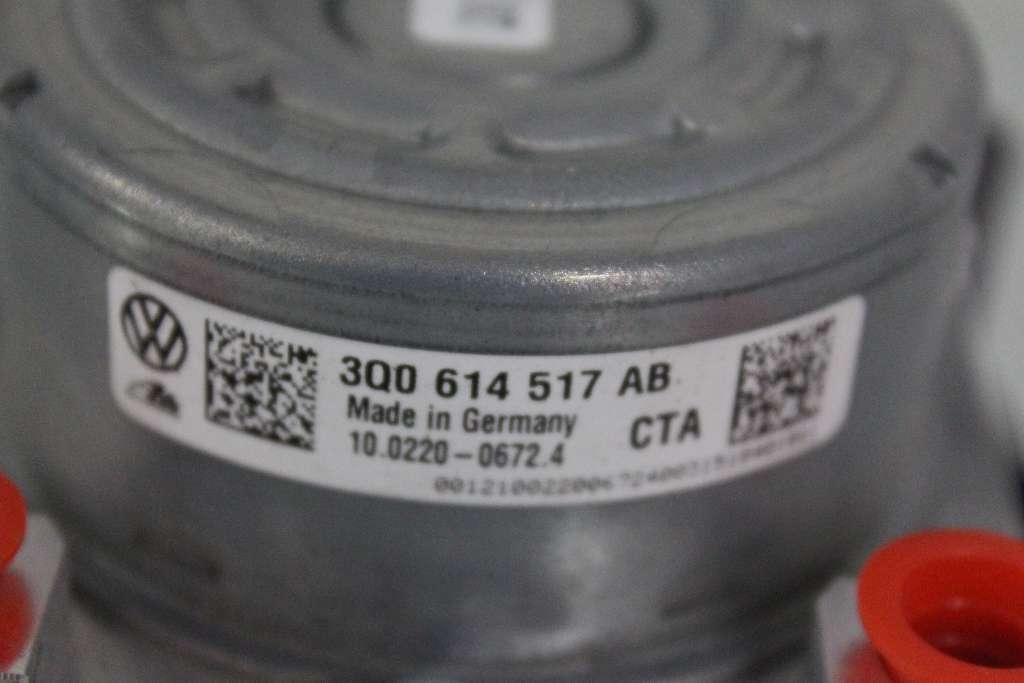 3Q0 614 517 AB
Made in Germany
10.0220-0672.4
CTA